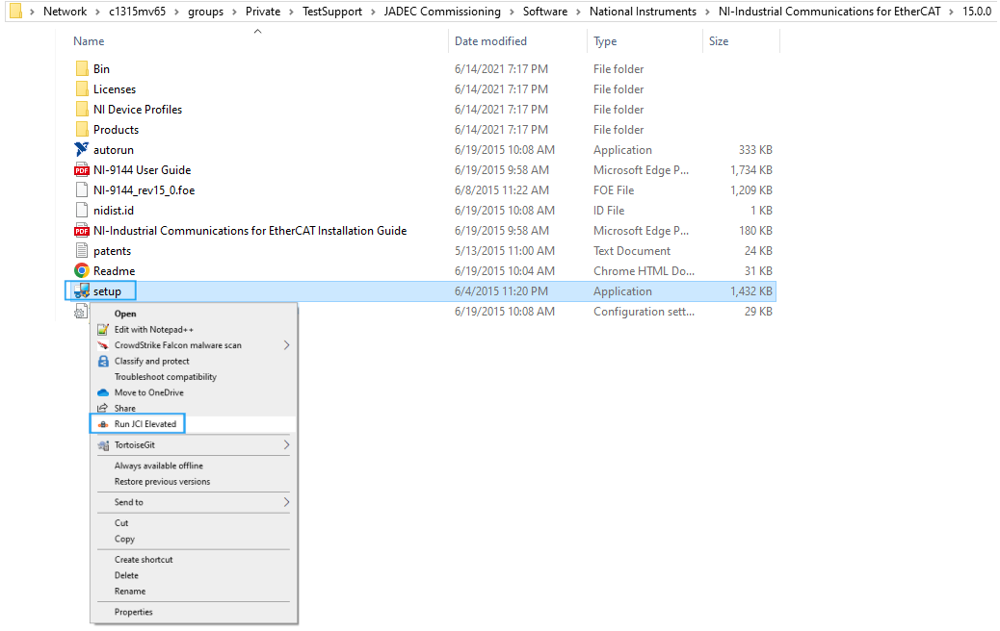 Network > c1315mv65 > groups > Private > TestSupport > JADEC Commissioning > Software > National Instruments > NI-Industrial Communications for EtherCAT > 15.0.0
Name Date modified Type Size
Bin 6/14/2021 7:17 PM File folder
Licenses 6/14/2021 7:17 PM File folder
NI Device Profiles 6/14/2021 7:17 PM File folder
Products 6/14/2021 7:17 PM File folder
autorun 6/19/2015 10:08 AM Application 333 KB
PDF NI-9144 User Guide 6/19/2015 9:58 AM Microsoft Edge P... 1,734 KB
NI-9144_rev15_0.foe 6/8/2015 11:22 AM FOE File 1,209 KB
nidist.id 6/19/2015 10:08 AM ID File 1 KB
PDF NI-Industrial Communications for EtherCAT Installation Guide 6/19/2015 9:58 AM Microsoft Edge P... 180 KB
patents 5/13/2015 11:00 AM Text Document 24 KB
Readme 6/19/2015 10:04 AM Chrome HTML Do... 31 KB
setup 6/4/2015 11:20 PM Application 1,432 KB
6/19/2015 10:08 AM Configuration sett... 29 KB
Open
Edit with Notepad++
CrowdStrike Falcon malware scan
Classify and protect
Troubleshoot compatibility
Move to OneDrive
Share
Run JCI Elevated
TortoiseGit
Always available offline
Restore previous versions
Send to
Cut
Copy
Create shortcut
Delete
Rename
Properties